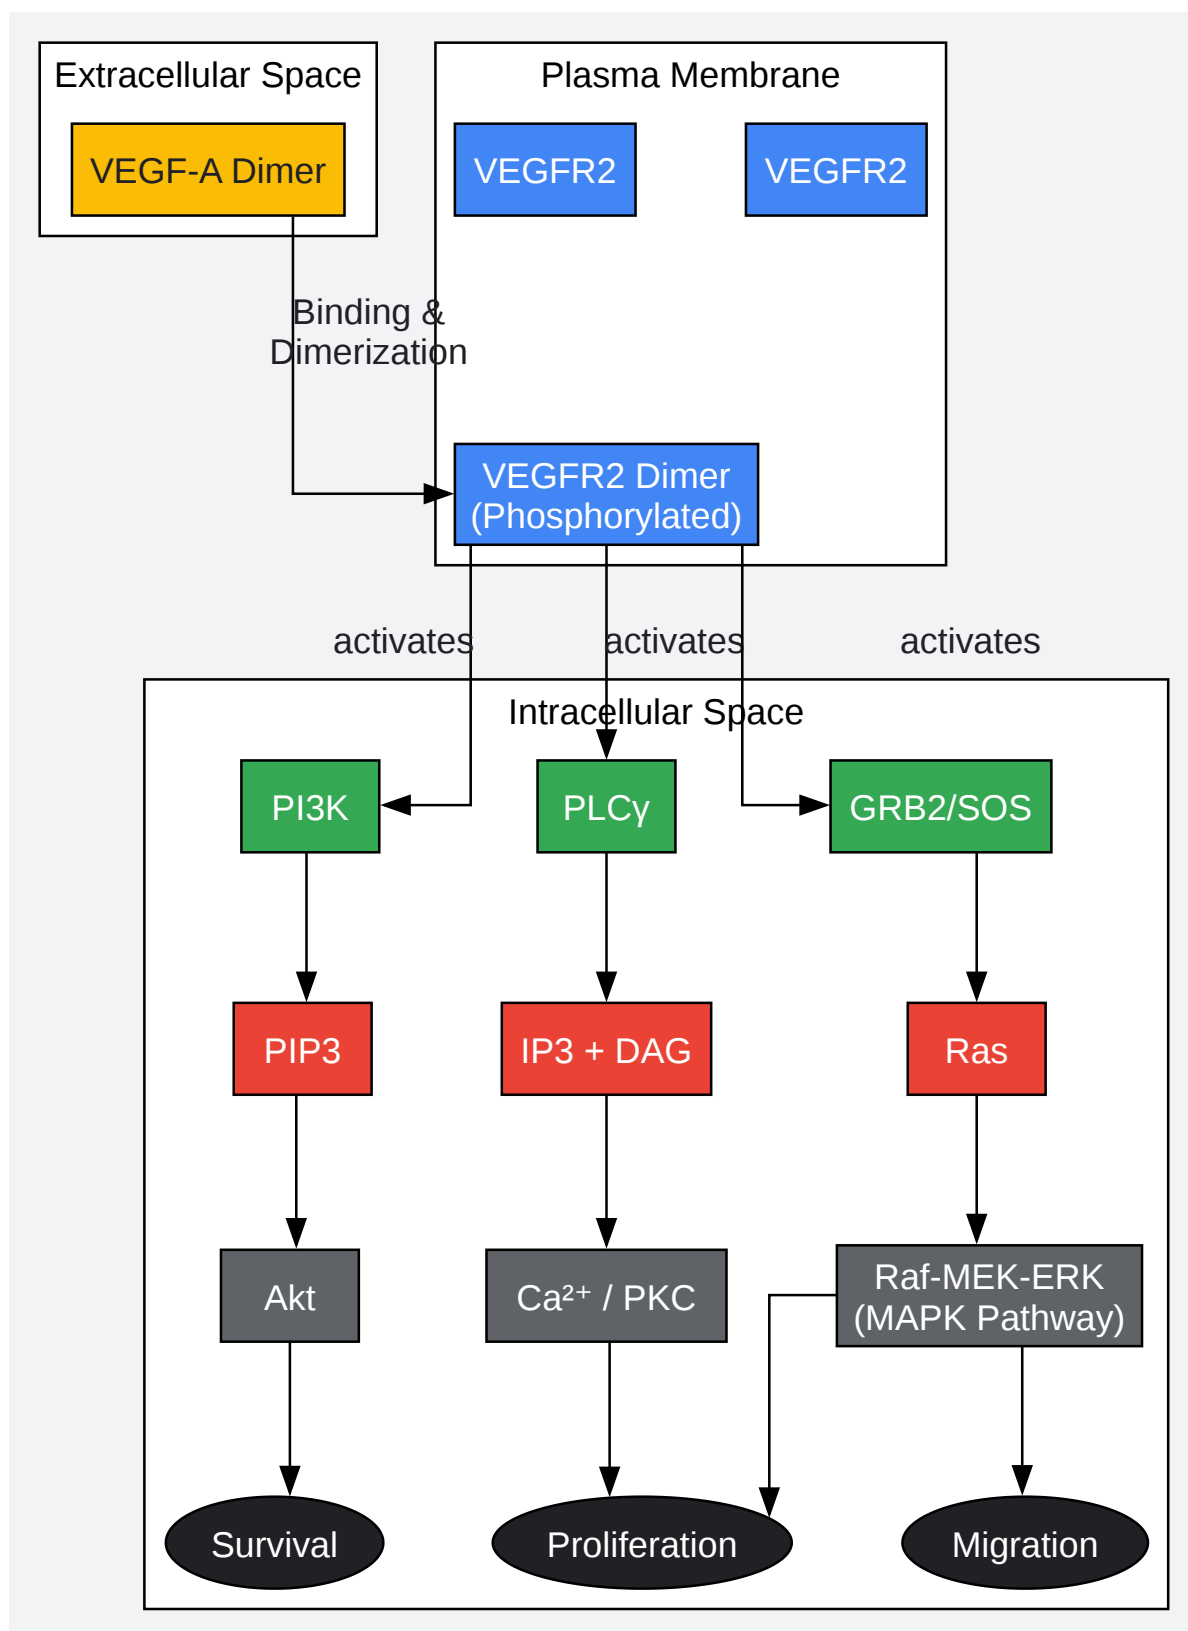 Extracellular Space
Plasma Membrane
VEGF-A Dimer
VEGFR2
VEGFR2
Binding &
Dimerization
VEGFR2 Dimer
(Phosphorylated)
activates
activates
activates
Intracellular Space
PI3K
PLCγ
GRB2/SOS
PIP3
IP3 + DAG
Ras
Akt
Ca²⁺ / PKC
Raf-MEK-ERK
(MAPK Pathway)
Survival
Proliferation
Migration